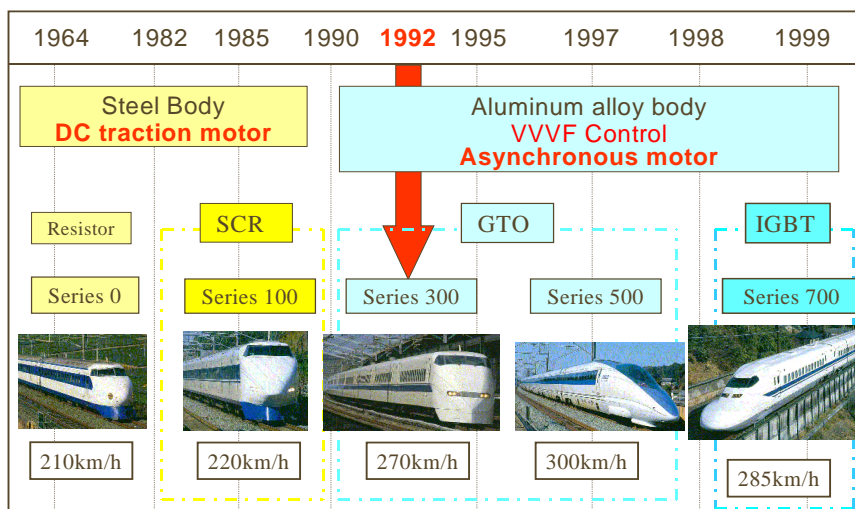 1964 1982 1985 1990 1992 1995 1997 1998 1999
Steel Body
DC traction motor
Aluminum alloy body
VVVF Control
Asynchronous motor
Resistor SCR GTO IGBT
Series 0 Series 100 Series 300 Series 500 Series 700
210km/h 220km/h 270km/h 300km/h 285km/h